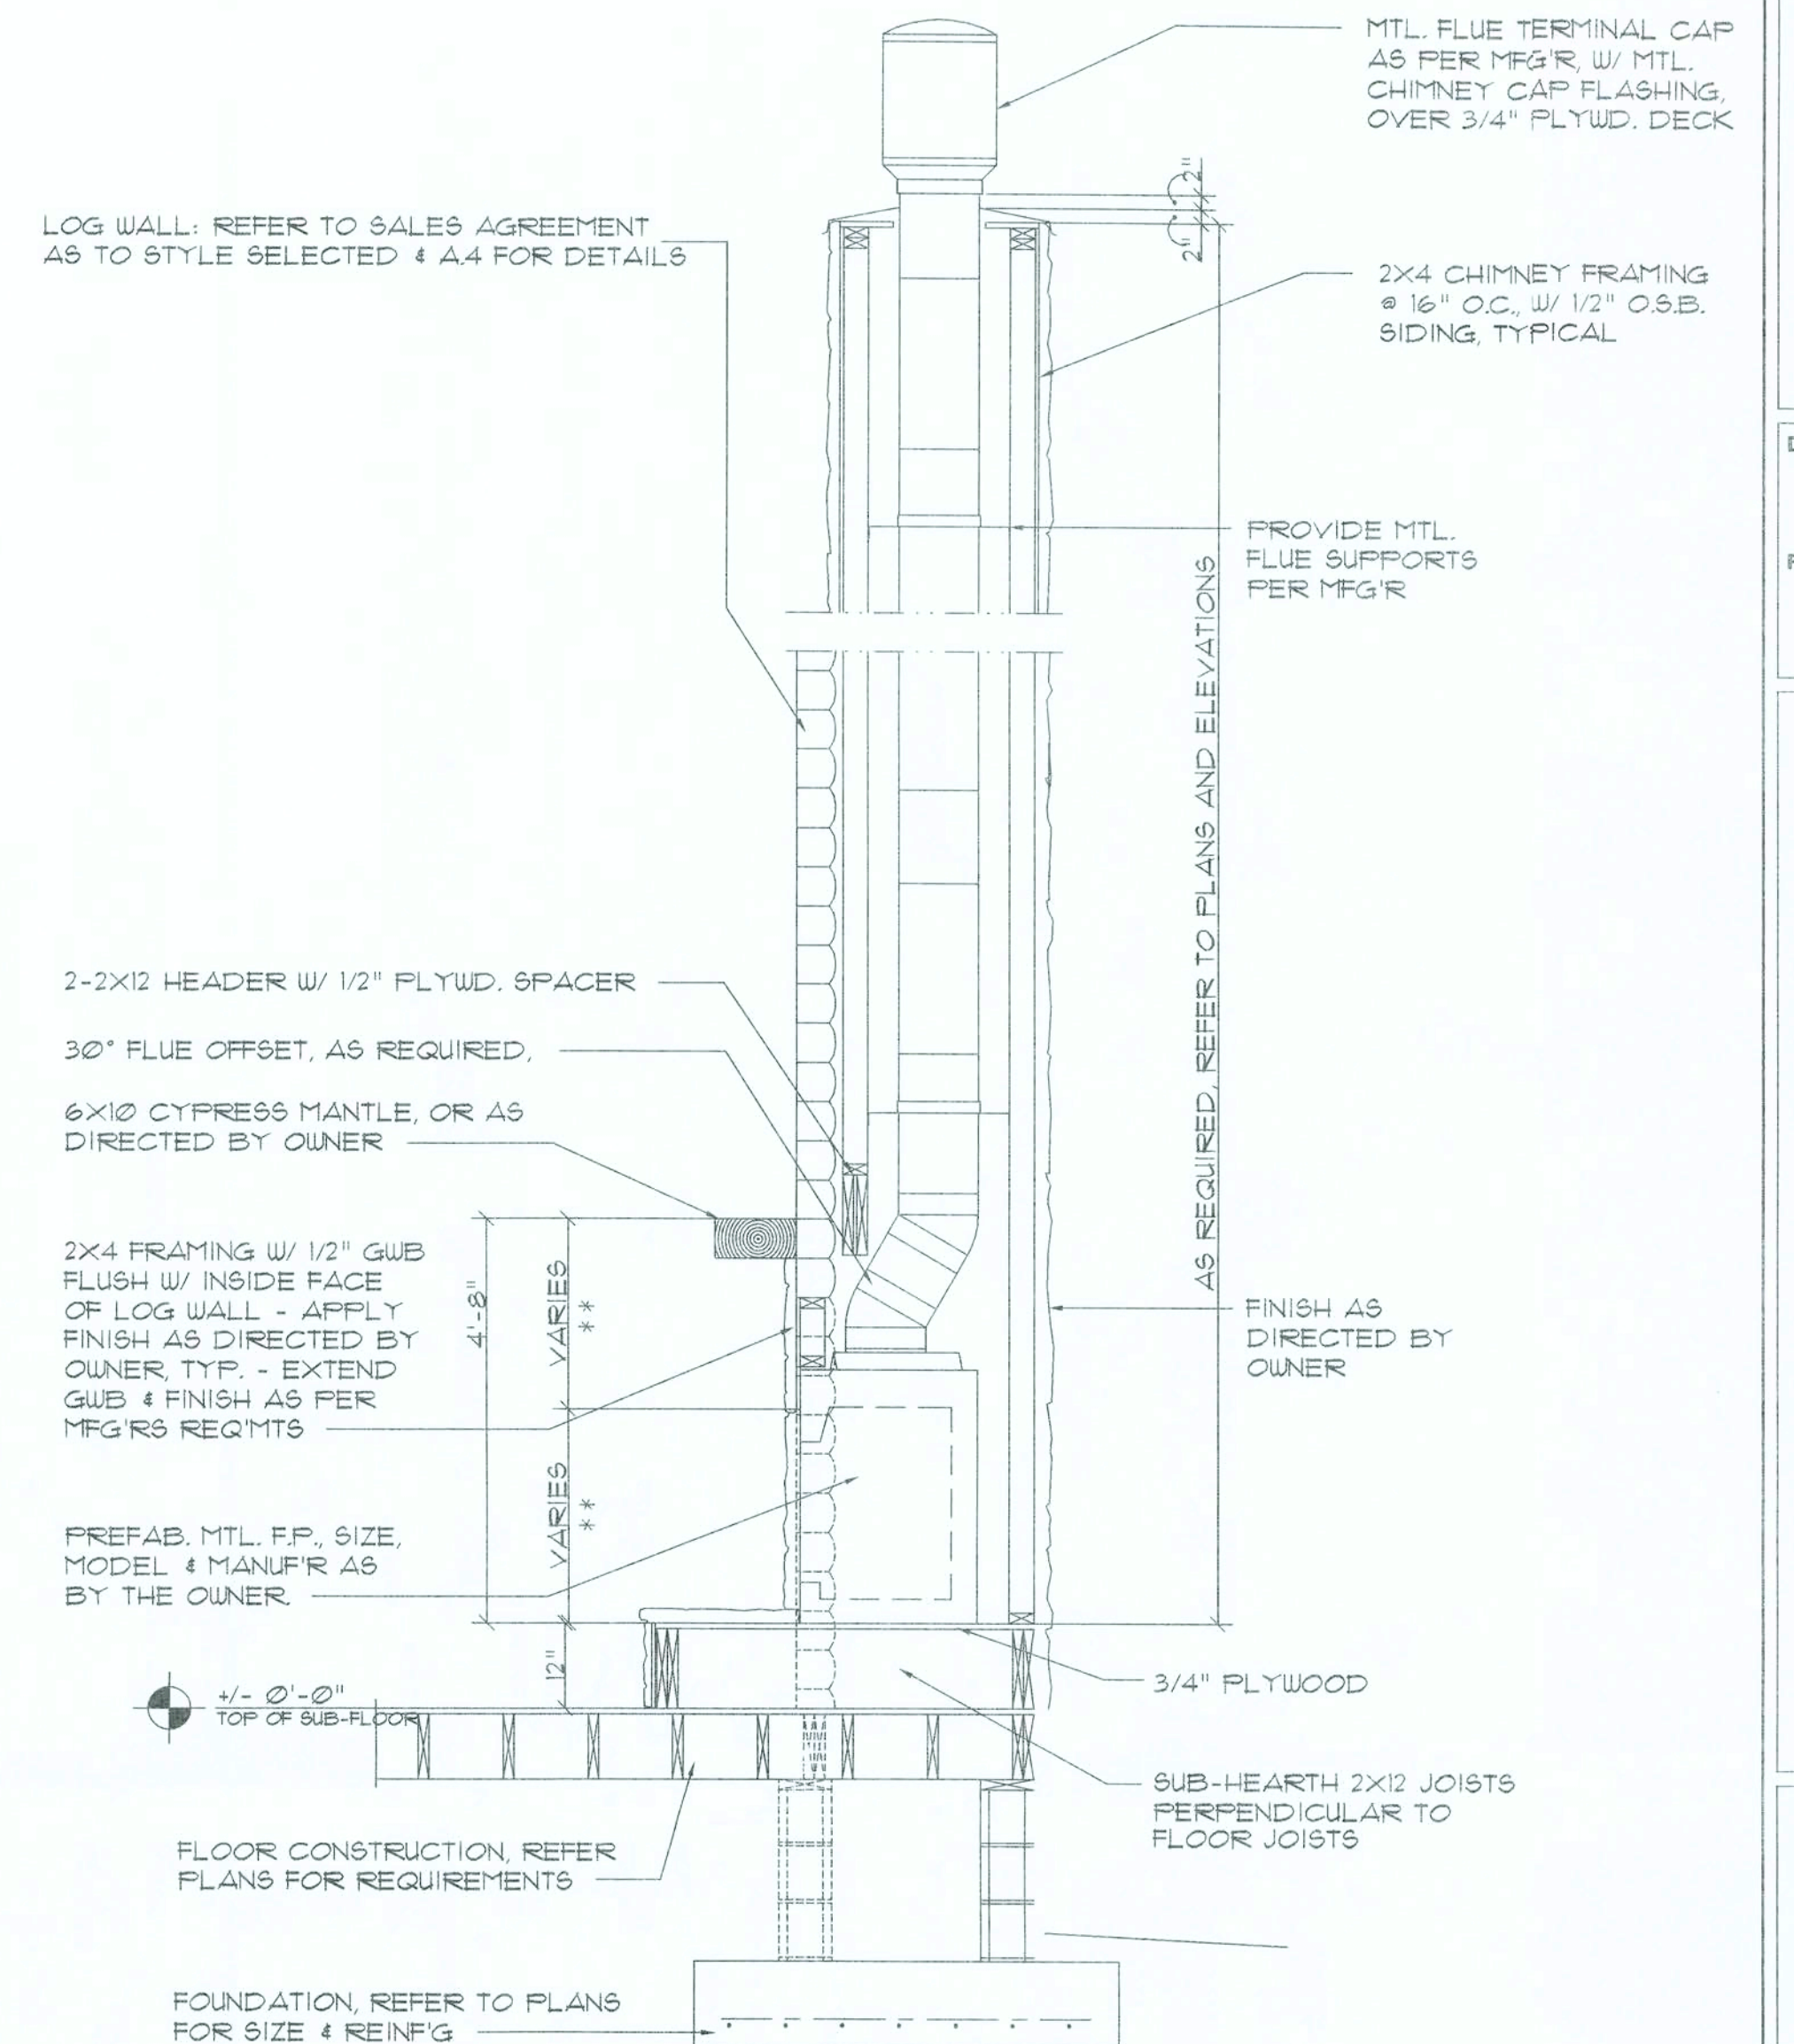 MTL. FLUE TERMINAL CAP
AS PER MFG'R, W/ MTL.
CHIMNEY CAP FLASHING,
OVER 3/4" PLYWD. DECK
2"
2"
LOG WALL: REFER TO SALES AGREEMENT
AS TO STYLE SELECTED & A.4 FOR DETAILS
2X4 CHIMNEY FRAMING
@ 16" O.C., W/ 1/2" O.S.B.
SIDING, TYPICAL
PROVIDE MTL.
FLUE SUPPORTS
PER MFG'R
AS REQUIRED, REFER TO PLANS AND ELEVATIONS
2-2X12 HEADER W/ 1/2" PLYWD. SPACER
30° FLUE OFFSET, AS REQUIRED,
6X10 CYPRESS MANTLE, OR AS
DIRECTED BY OWNER
2X4 FRAMING W/ 1/2" GWB
FLUSH W/ INSIDE FACE
OF LOG WALL - APPLY
FINISH AS DIRECTED BY
OWNER, TYP. - EXTEND
GWB & FINISH AS PER
MFG'RS REQ'MTS
4'-8"
VARIES
**
VARIES
**
12"
FINISH AS
DIRECTED BY
OWNER
PREFAB. MTL. F.P., SIZE,
MODEL & MANUF'R AS
BY THE OWNER.
+/- 0'-0"
TOP OF SUB-FLOOR
3/4" PLYWOOD
SUB-HEARTH 2X12 JOISTS
PERPENDICULAR TO
FLOOR JOISTS
FLOOR CONSTRUCTION, REFER
PLANS FOR REQUIREMENTS
FOUNDATION, REFER TO PLANS
FOR SIZE & REINF'G